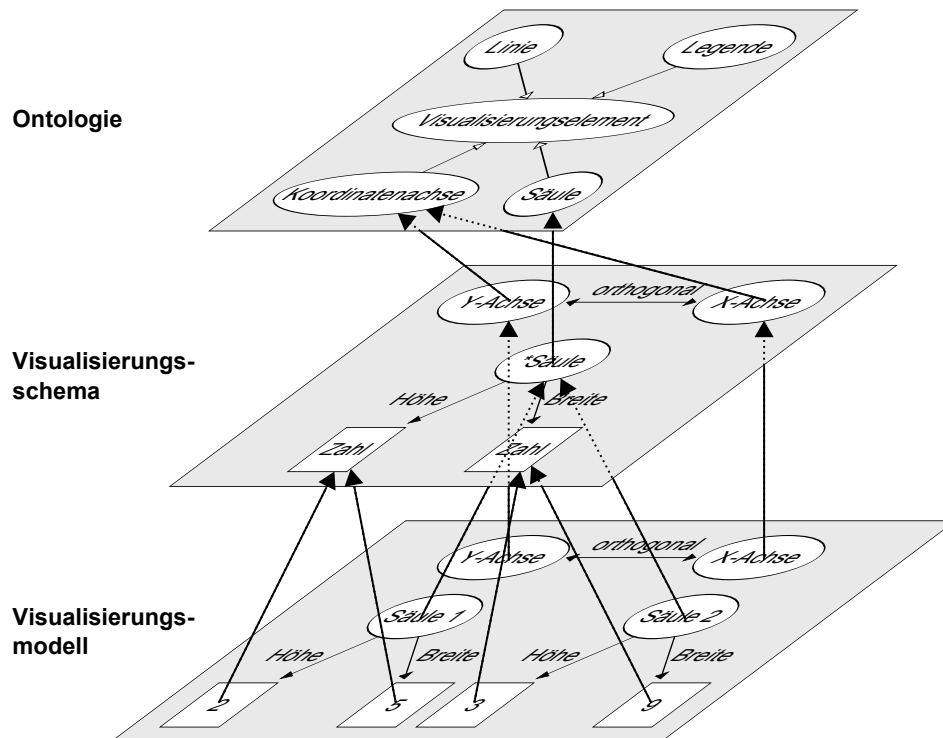 Linie
Legende
Ontologie
Visualisierungselement
Koordinatenachse
Säule
Y-Achse
orthogonal
X-Achse
Visualisierungs-
schema
*Säule
Höhe
Breite
Zahl
Zahl
Y-Achse
orthogonal
X-Achse
Visualisierungs-
modell
Säule 1
Säule 2
Höhe
Breite
Höhe
Breite
2
5
3
9